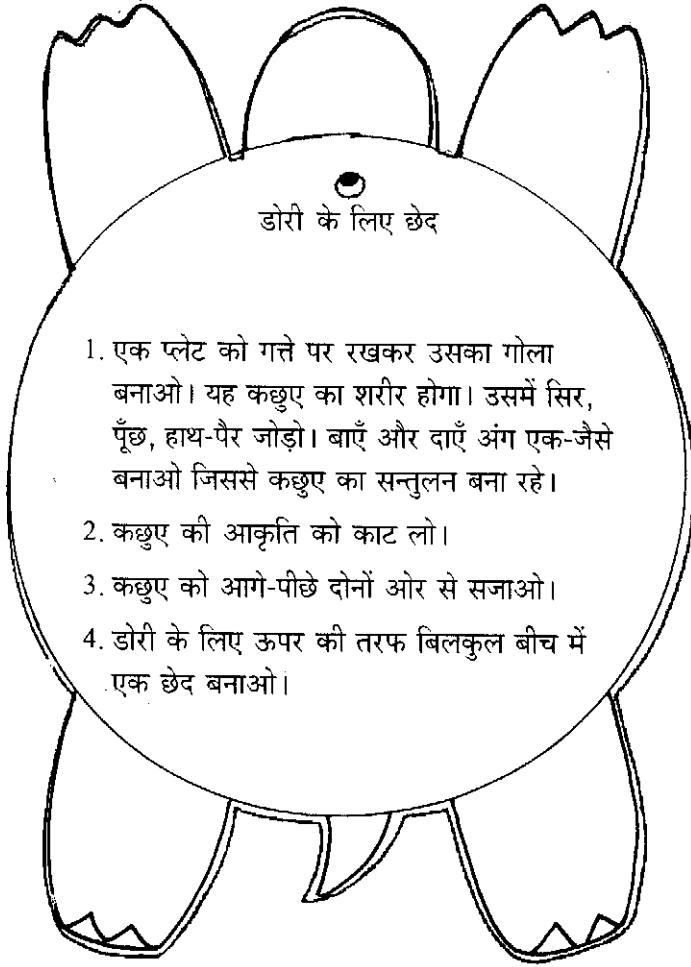 डोरी के लिए छेद
1. एक प्लेट को गत्ते पर रखकर उसका गोला
बनाओ। यह कछुए का शरीर होगा। उसमें सिर,
पूँछ, हाथ-पैर जोड़ो। बाएँ और दाएँ अंग एक-जैसे
बनाओ जिससे कछुए का सन्तुलन बना रहे।
2. कछुए की आकृति को काट लो।
3. कछुए को आगे-पीछे दोनों ओर से सजाओ।
4. डोरी के लिए ऊपर की तरफ बिलकुल बीच में
एक छेद बनाओ।